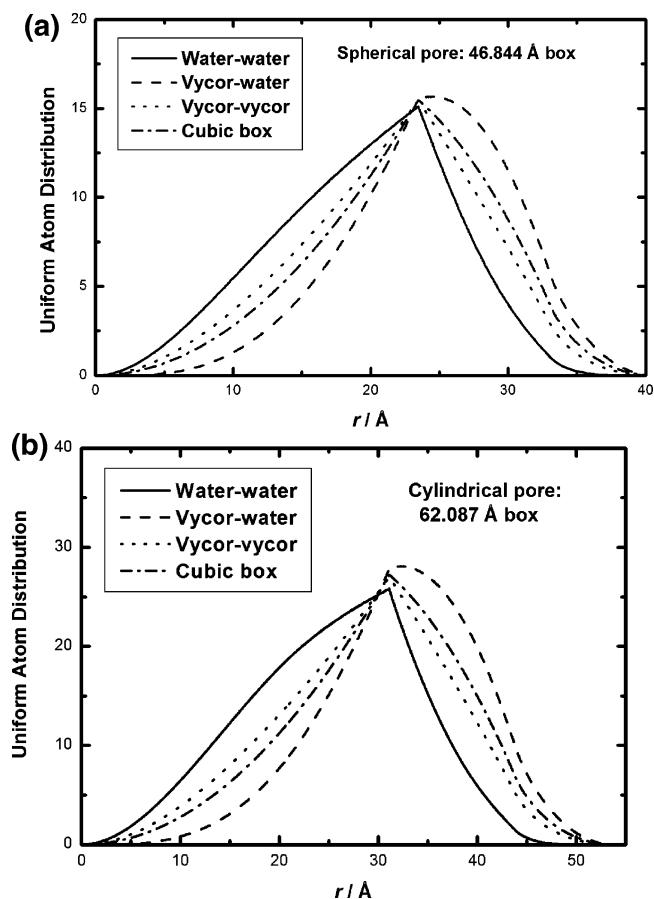 (a)
20
15
10
5
0
Uniform Atom Distribution
Water-water
Vycor-water
Vycor-vycor
Cubic box
Spherical pore: 46.844 Å box
0 10 20 30 40
r / Å
(b)
40
30
20
10
0
Uniform Atom Distribution
Water-water
Vycor-water
Vycor-vycor
Cubic box
Cylindrical pore:
62.087 Å box
0 10 20 30 40 50
r / Å